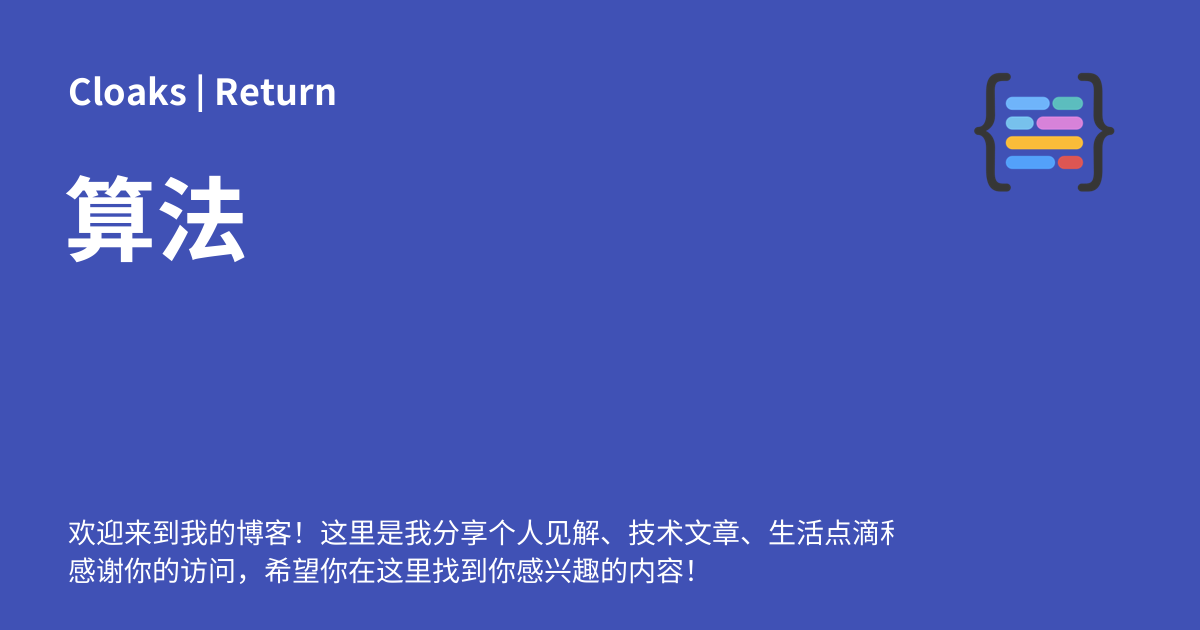 Cloaks | Return
算法
欢迎来到我的博客！这里是我分享个人见解、技术文章、生活点滴
感谢你的访问，希望你在这里找到你感兴趣的内容！